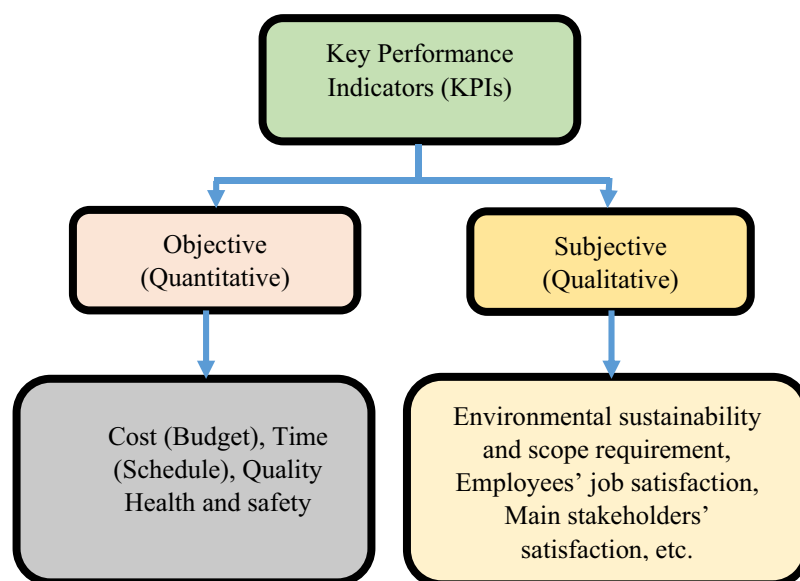 Key Performance
Indicators (KPIs)
Objective
(Quantitative)
Subjective
(Qualitative)
Cost (Budget), Time
(Schedule), Quality
Health and safety
Environmental sustainability
and scope requirement,
Employees’ job satisfaction,
Main stakeholders’
satisfaction, etc.